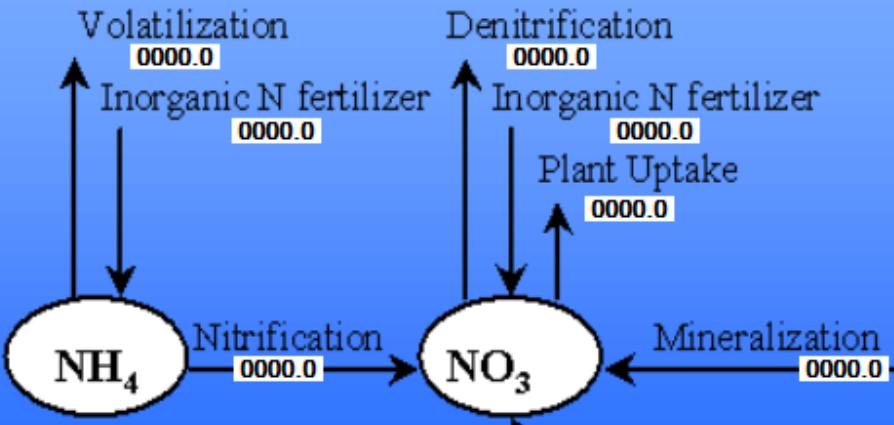 Volatilization Denitrification
0000.0 0000.0
Inorganic N fertilizer Inorganic N fertilizer
0000.0 0000.0
Plant Uptake
0000.0
Nitrification Mineralization
NH₄ 0000.0 NO₃ 0000.0